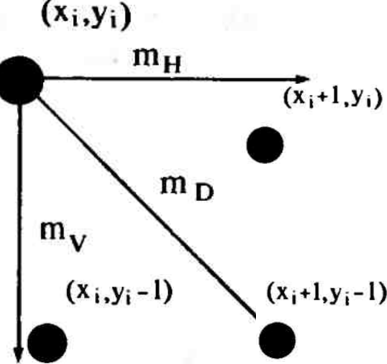 (x_i,y_i)
m_H
(x_i+1,y_i)
m_D
m_V
(x_i,y_i-1)
(x_i+1,y_i-1)